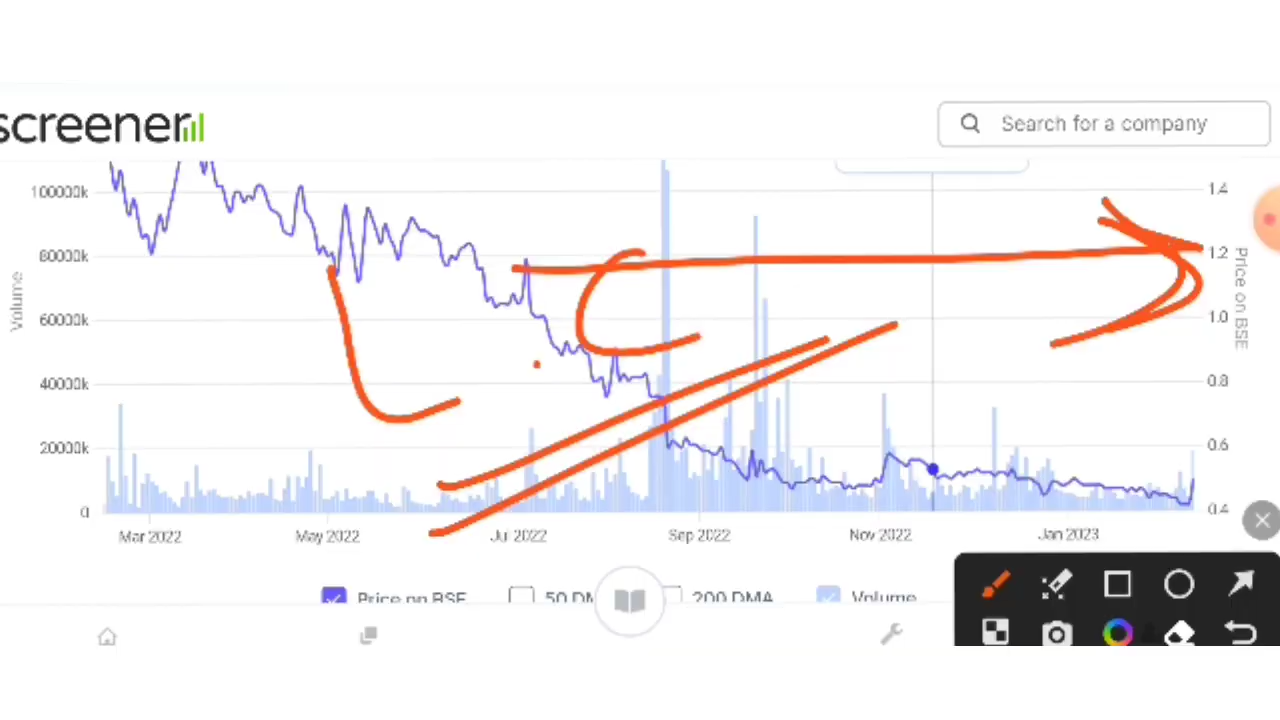 screener
Search for a company
100000k
80000k
60000k
40000k
20000k
0
Volume
1.4
1.2
1.0
0.8
0.6
0.4
Price on BSE
Mar 2022
May 2022
Jul 2022
Sep 2022
Nov 2022
Jan 2023
Price on BSE
50
200 DMA
Volume